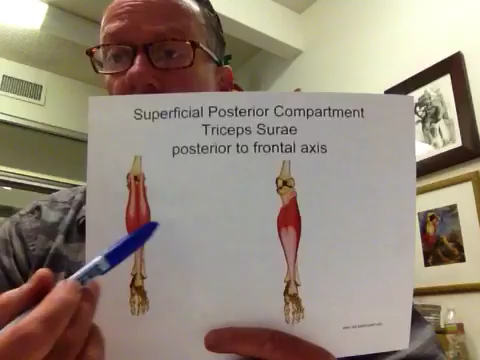 Superficial Posterior Compartment
Triceps Surae
posterior to frontal axis